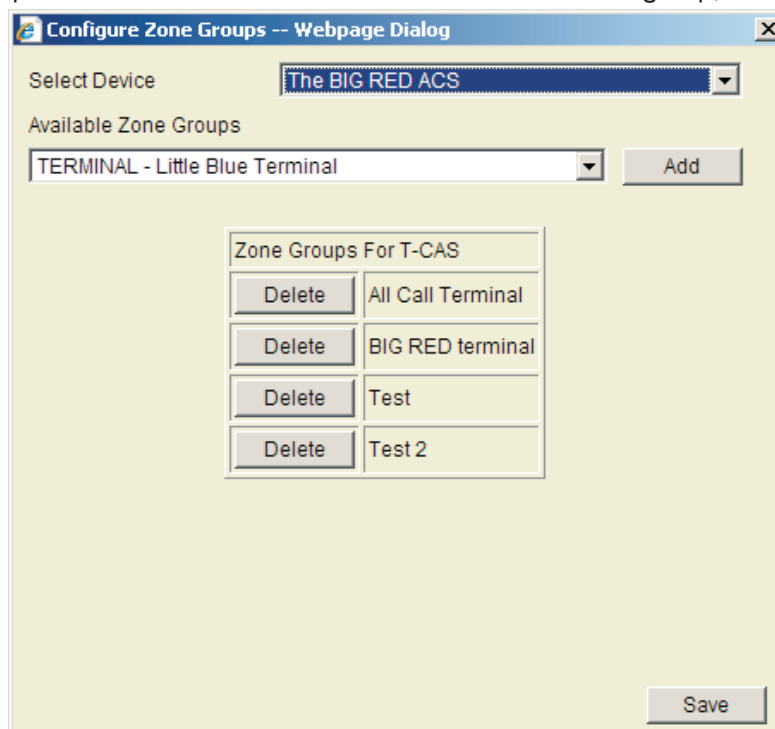 Configure Zone Groups -- Webpage Dialog
Select Device The BIG RED ACS
Available Zone Groups
TERMINAL - Little Blue Terminal Add
Zone Groups For T-CAS
Delete All Call Terminal
Delete BIG RED terminal
Delete Test
Delete Test 2
Save